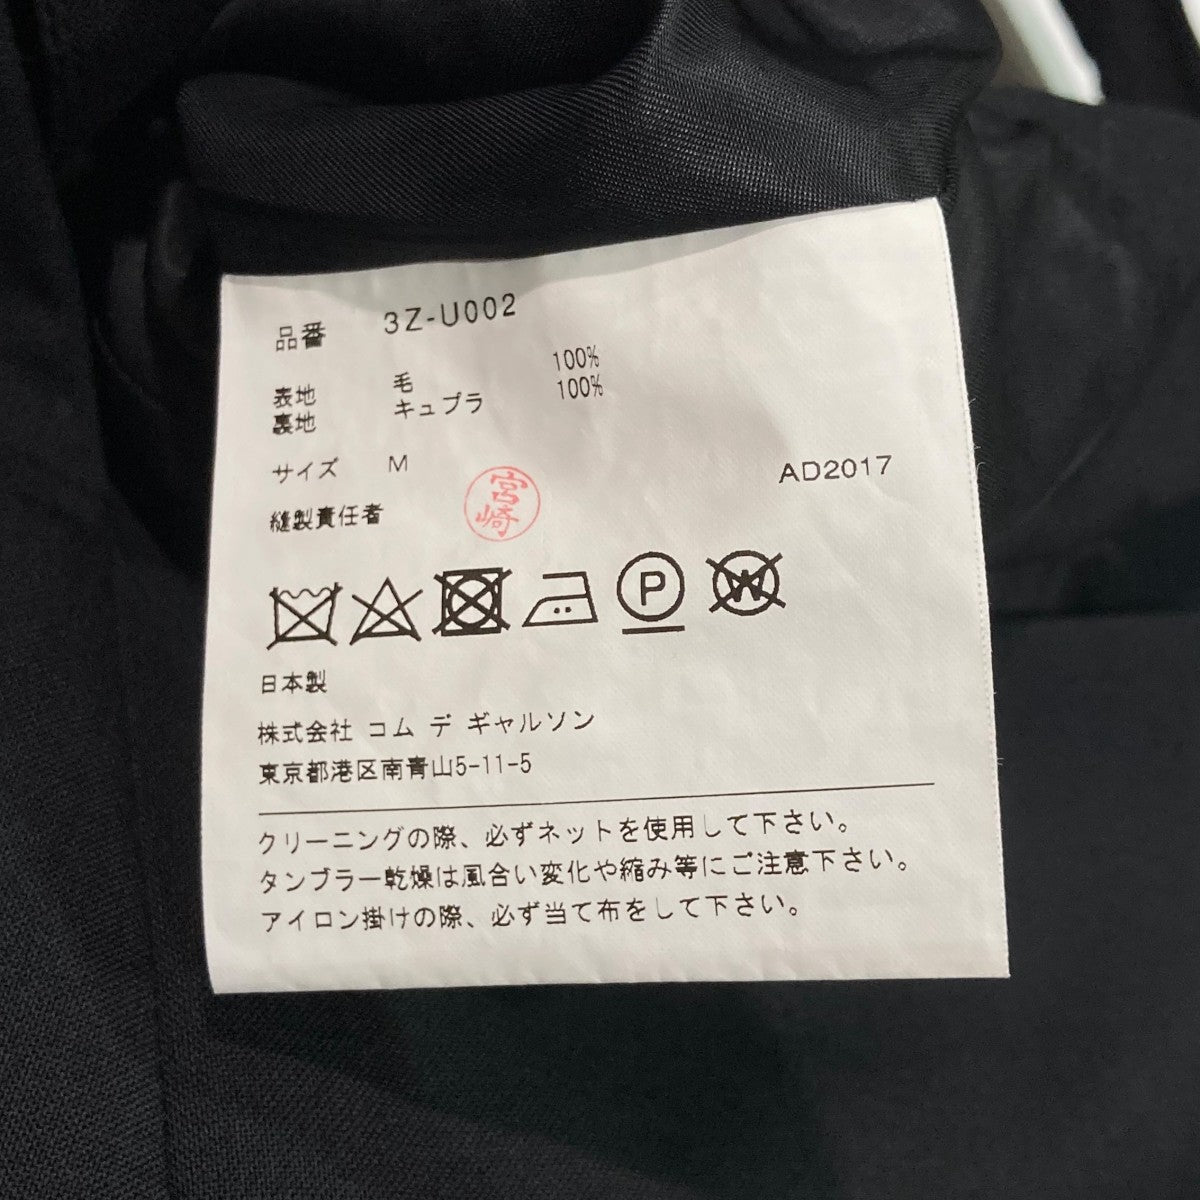 品番 3Z-U002
表地 毛 100%
裏地 キュプラ 100%
サイズ M
AD2017
縫製責任者 宮崎
P W
日本製
株式会社 コム デ ギャルソン
東京都港区南青山5-11-5
クリーニングの際、必ずネットを使用して下さい。
タンブラー乾燥は風合い変化や縮み等にご注意下さい。
アイロン掛けの際、必ず当て布をして下さい。